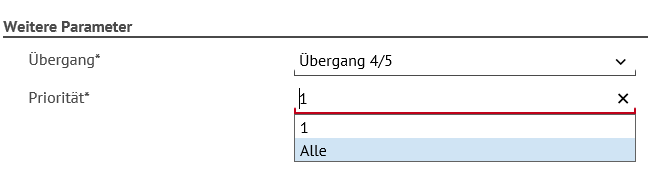 Weitere Parameter
Übergang* Übergang 4/5
Priorität* 1
1
Alle